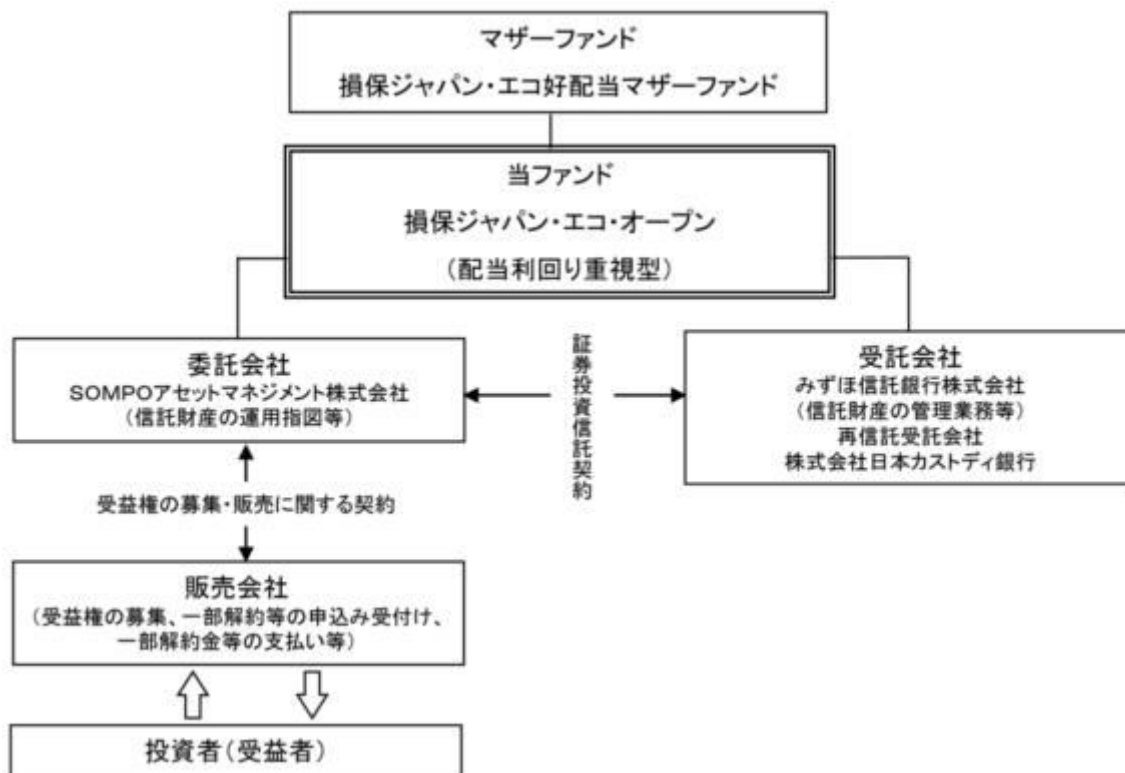 マザーファンド
損保ジャパン・エコ好配当マザーファンド
当ファンド
損保ジャパン・エコ・オープン
（配当利回り重視型）
委託会社
SOMPOアセットマネジメント株式会社
（信託財産の運用指図等）
証券投資信託契約
受託会社
みずほ信託銀行株式会社
（信託財産の管理業務等）
再信託受託会社
株式会社日本カストディ銀行
受益権の募集・販売に関する契約
販売会社
（受益権の募集、一部解約等の申込み受付け、
一部解約金等の支払い等）
投資者（受益者）